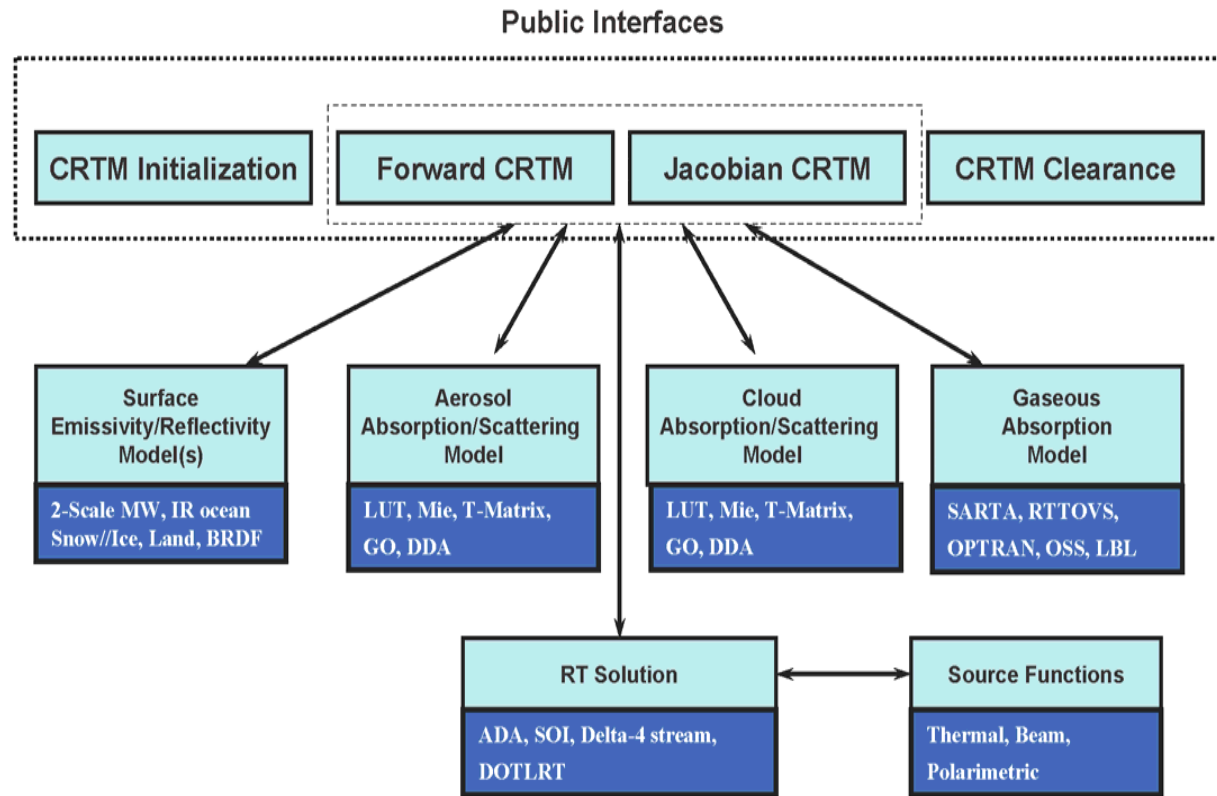 Public Interfaces
CRTM Initialization
Forward CRTM
Jacobian CRTM
CRTM Clearance
Surface
Emissivity/Reflectivity
Model(s)
2-Scale MW, IR ocean
Snow//Ice, Land, BRDF
Aerosol
Absorption/Scattering
Model
LUT, Mie, T-Matrix,
GO, DDA
Cloud
Absorption/Scattering
Model
LUT, Mie, T-Matrix,
GO, DDA
Gaseous
Absorption
Model
SARTA, RTTOVS,
OPTRAN, OSS, LBL
RT Solution
ADA, SOI, Delta-4 stream,
DOTLRT
Source Functions
Thermal, Beam,
Polarimetric